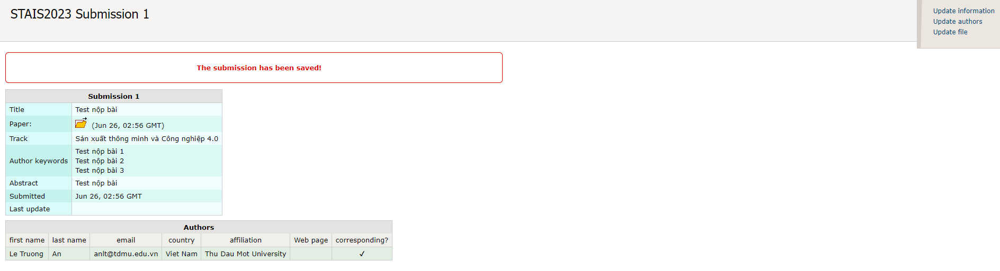 STAIS2023 Submission 1
Update information
Update authors
Update file
The submission has been saved!
Submission 1
Title Test nộp bài
Paper: (Jun 26, 02:56 GMT)
Track Sản xuất thông minh và Công nghiệp 4.0
Author keywords Test nộp bài 1
Test nộp bài 2
Test nộp bài 3
Abstract Test nộp bài
Submitted Jun 26, 02:56 GMT
Last update
Authors
first name last name email country affiliation Web page corresponding?
Le Truong An anlt@tdmu.edu.vn Viet Nam Thu Dau Mot University ✓